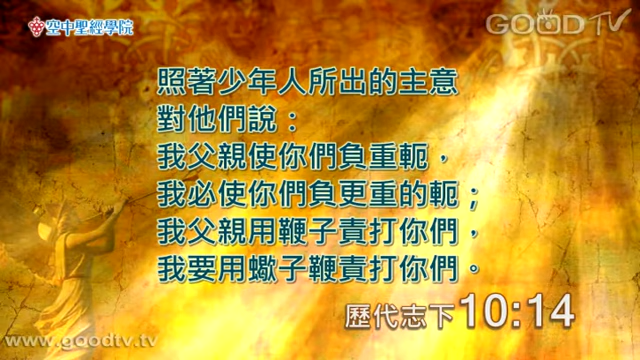 空中聖經學院
GOOD TV
照著少年人所出的主意
對他們說：
我父親使你們負重軛，
我必使你們負更重的軛；
我父親用鞭子責打你們，
我要用蠍子鞭責打你們。
歷代志下10:14
www.goodtv.tv